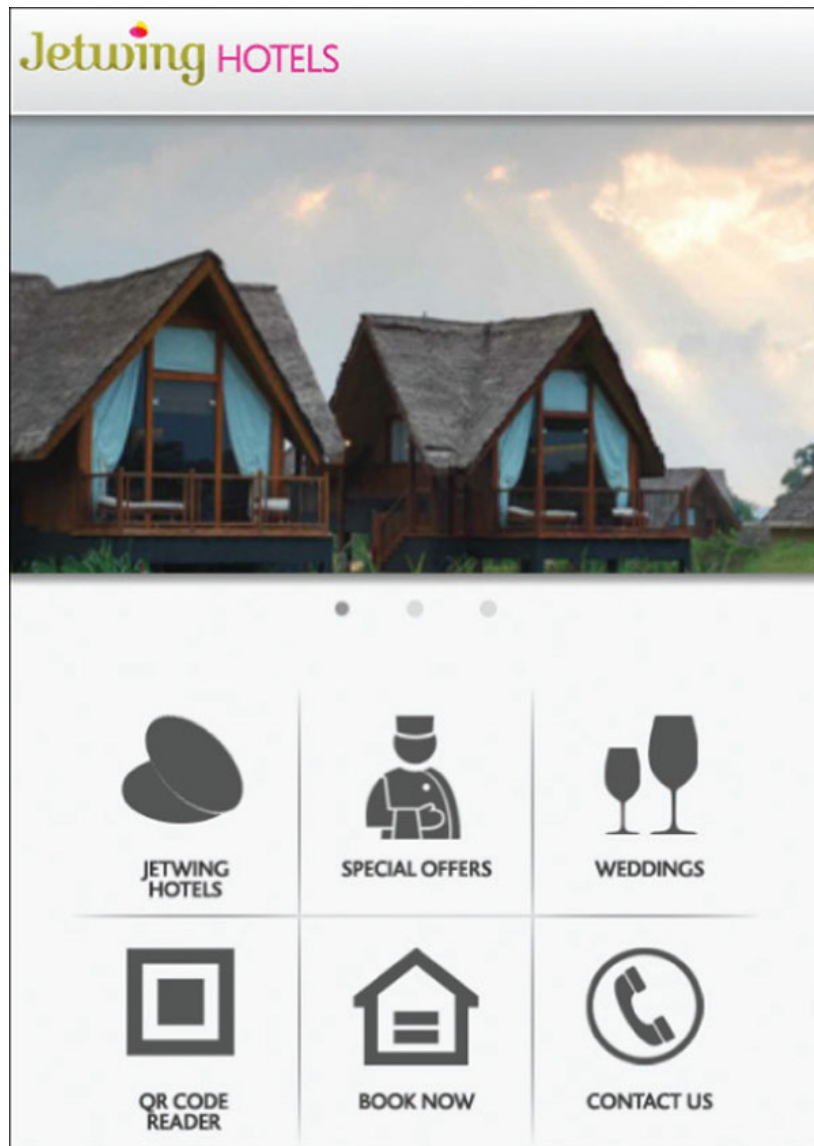 Jetwing HOTELS
JETWING
HOTELS
SPECIAL OFFERS
WEDDINGS
QR CODE
READER
BOOK NOW
CONTACT US